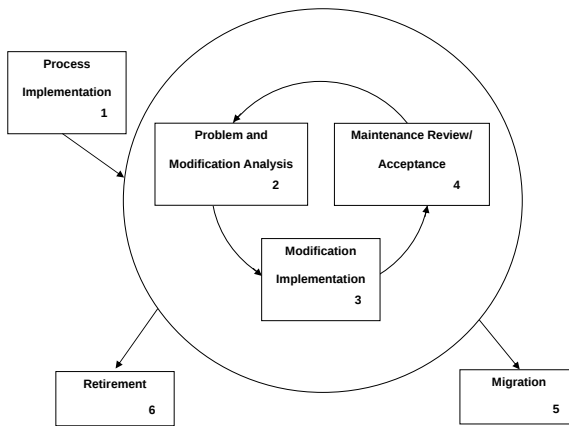 Process
Implementation
1
Problem and
Modification Analysis
2
Maintenance Review/
Acceptance
4
Modification
Implementation
3
Retirement
6
Migration
5